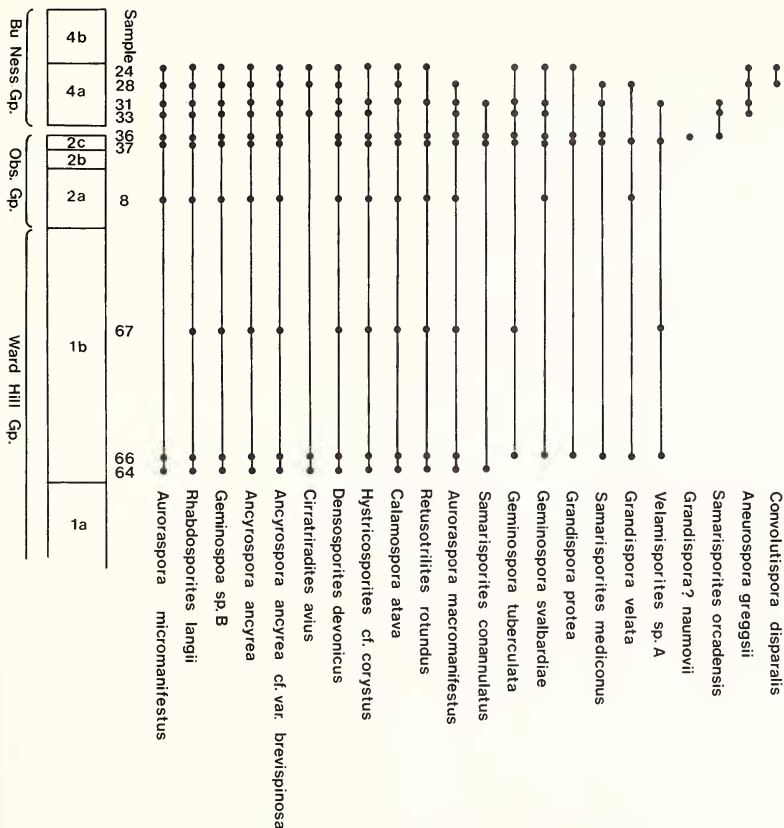 Sample
Bu Ness Gp.
Obs. Gp.
Ward Hill Gp.
4b
4a
2c
2b
2a
1b
1a
24
28
31
33
36
37
8
67
66
64
Auroraspora micromanifestus
Rhabdosporites langii
Geminospoa sp. B
Ancyrospora ancyrea
Ancyrospora ancyrea cf. var. brevispinosa
Cirratriradites avius
Densosporites devonicus
Hystricosporites cf. corystus
Calamospora atava
Retusotrilites rotundus
Auroraspora macromanifestus
Samarisporites conannulatus
Geminospora tuberculata
Geminospora svalbardiae
Grandispora protea
Samarisporites mediconus
Grandispora velata
Velamisporites sp. A
Grandispora? naumovii
Samarisporites orcadensis
Aneurospora greggsii
Convolutispora disparalis